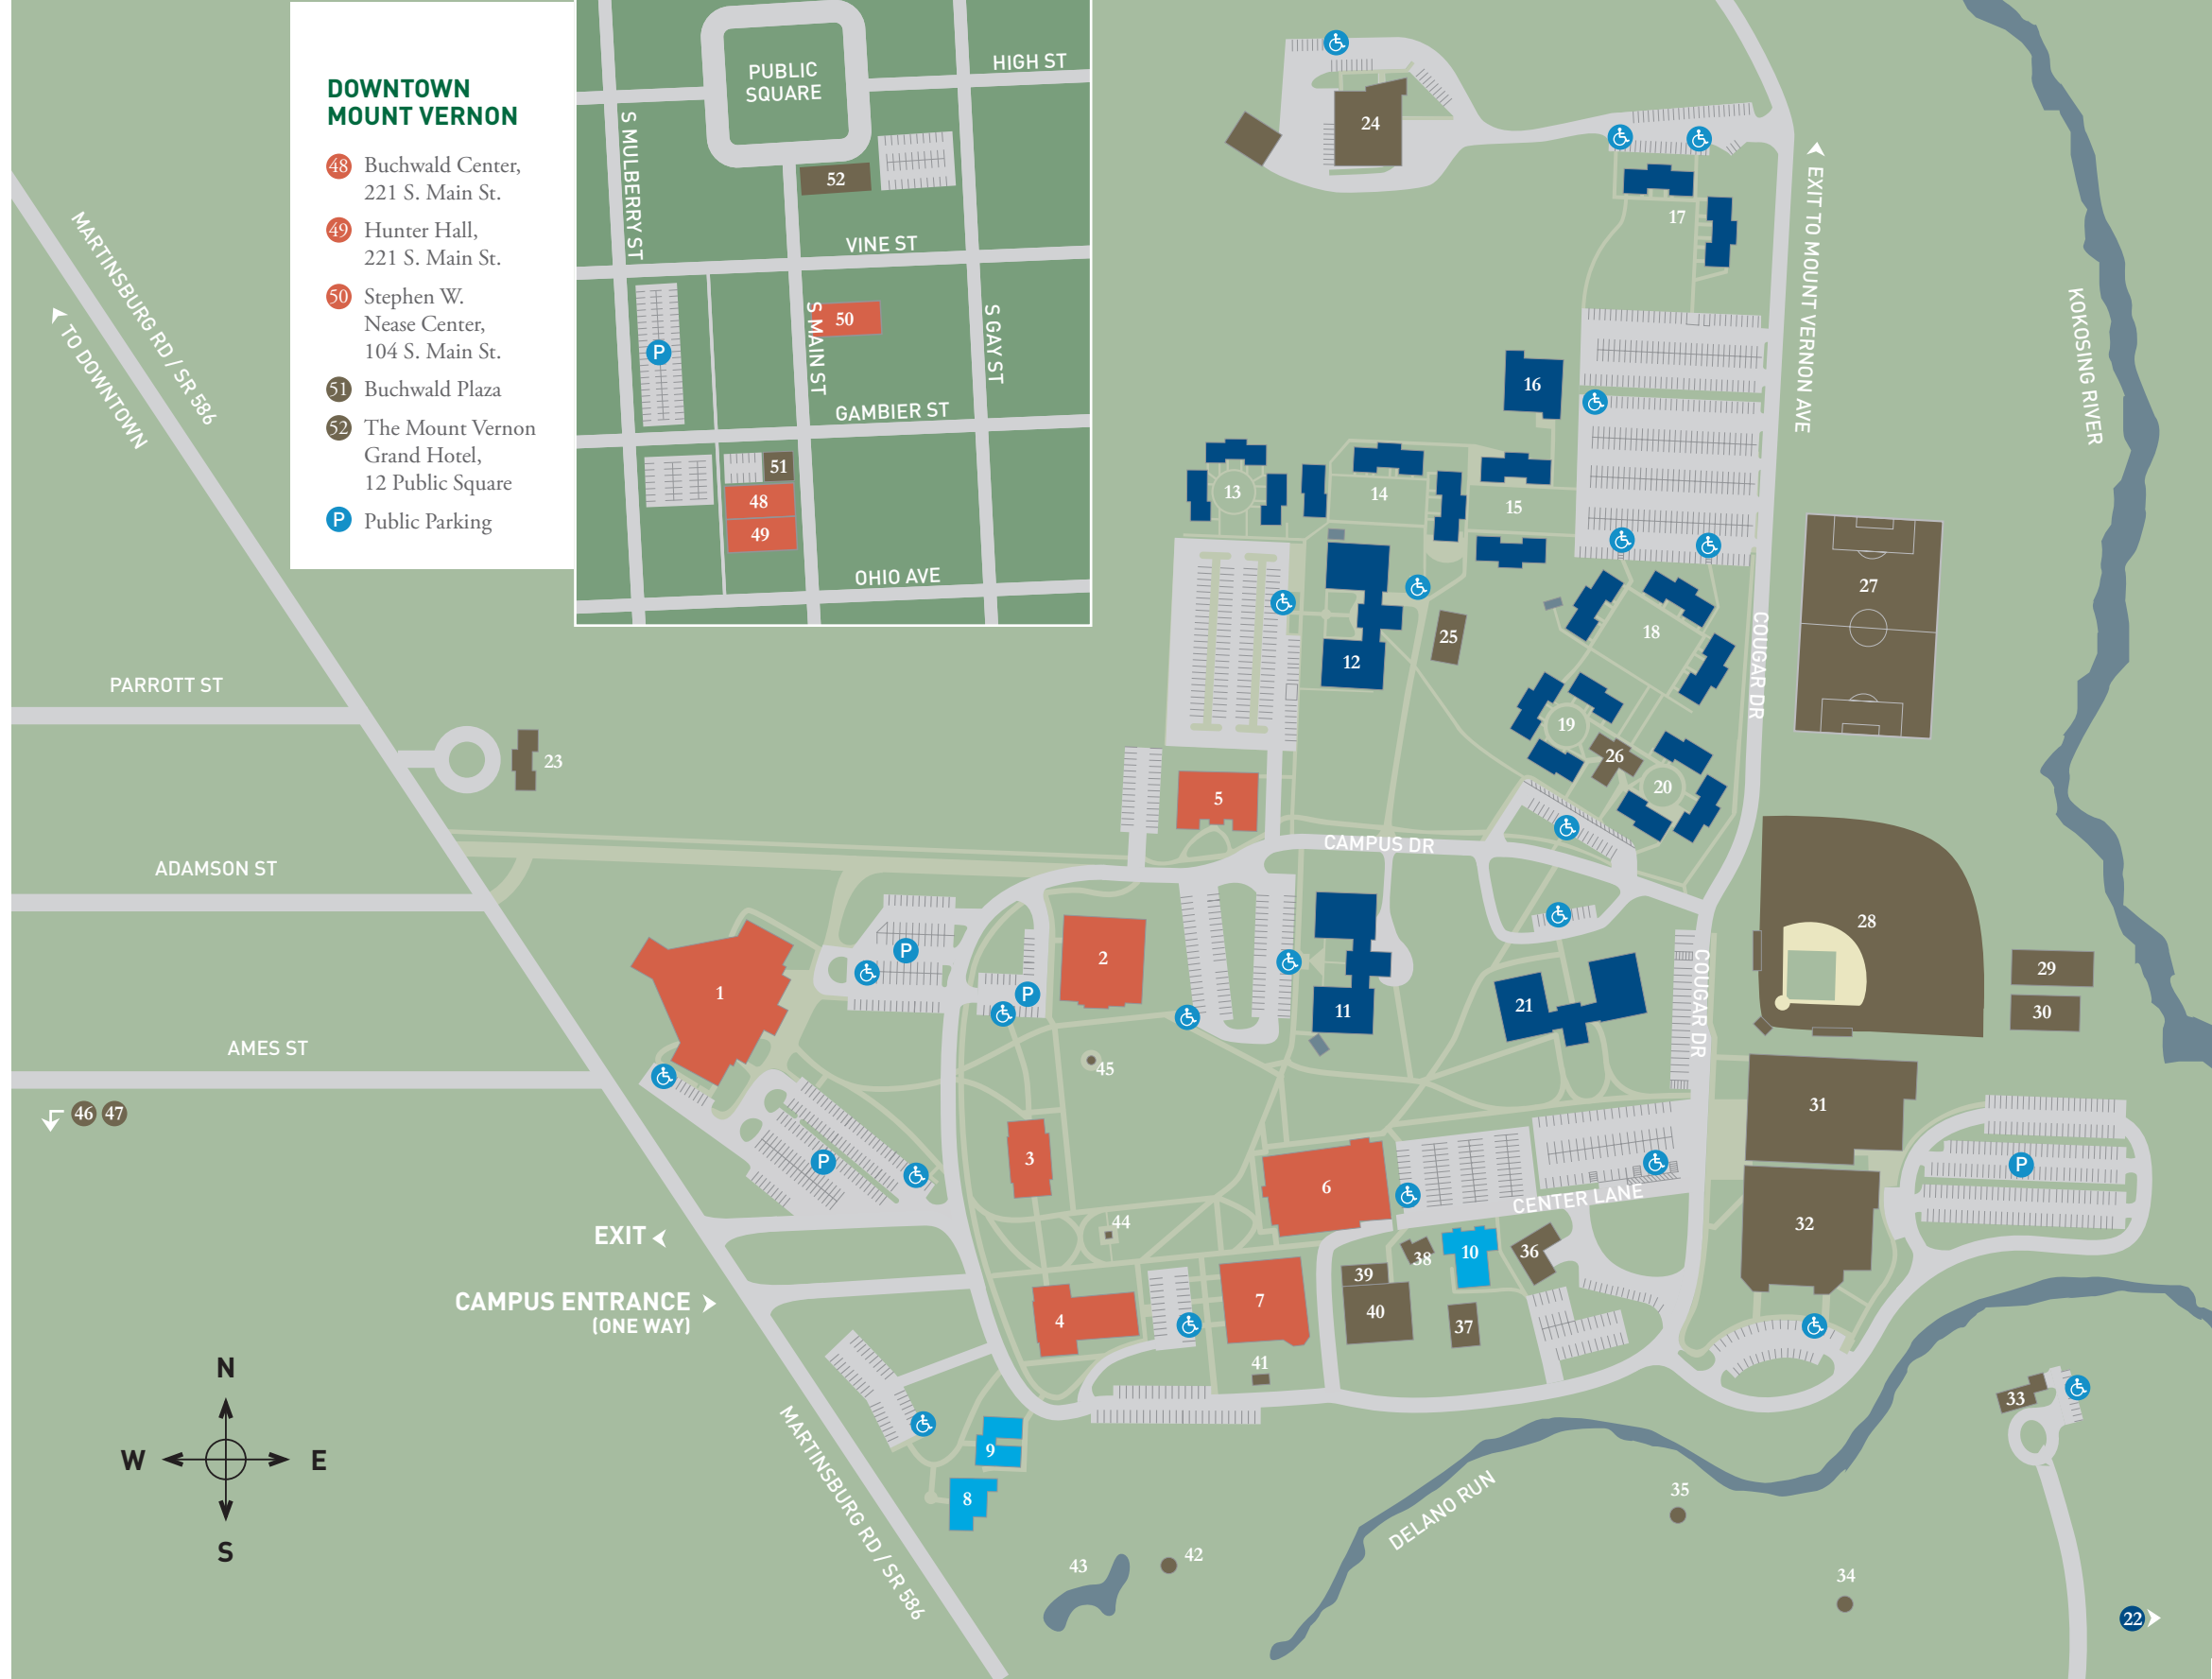 DOWNTOWN
MOUNT VERNON
48 Buchwald Center,
221 S. Main St.
49 Hunter Hall,
221 S. Main St.
50 Stephen W.
Nease Center,
104 S. Main St.
51 Buchwald Plaza
52 The Mount Vernon
Grand Hotel,
12 Public Square
P Public Parking
PUBLIC
SQUARE
HIGH ST
S MULBERRY ST
52
VINE ST
S MAIN ST
50
S GAY ST
P
GAMBIER ST
51
48
49
OHIO AVE
MARTINSBURG RD / SR 586
TO DOWNTOWN
PARROTT ST
ADAMSON ST
AMES ST
46 47
23
24
17
EXIT TO MOUNT VERNON AVE
KOKOSING RIVER
16
13
14
15
12
25
18
27
COUGAR DR
19
26
20
5
CAMPUS DR
28
29
30
1
P
P
2
11
21
COUGAR DR
45
31
P
3
6
P
CENTER LANE
32
44
EXIT
CAMPUS ENTRANCE
(ONE WAY)
4
7
38
10
36
39
40
37
41
33
N
W E
S
9
8
MARTINSBURG RD / SR 586
DELANO RUN
35
43
42
34
22